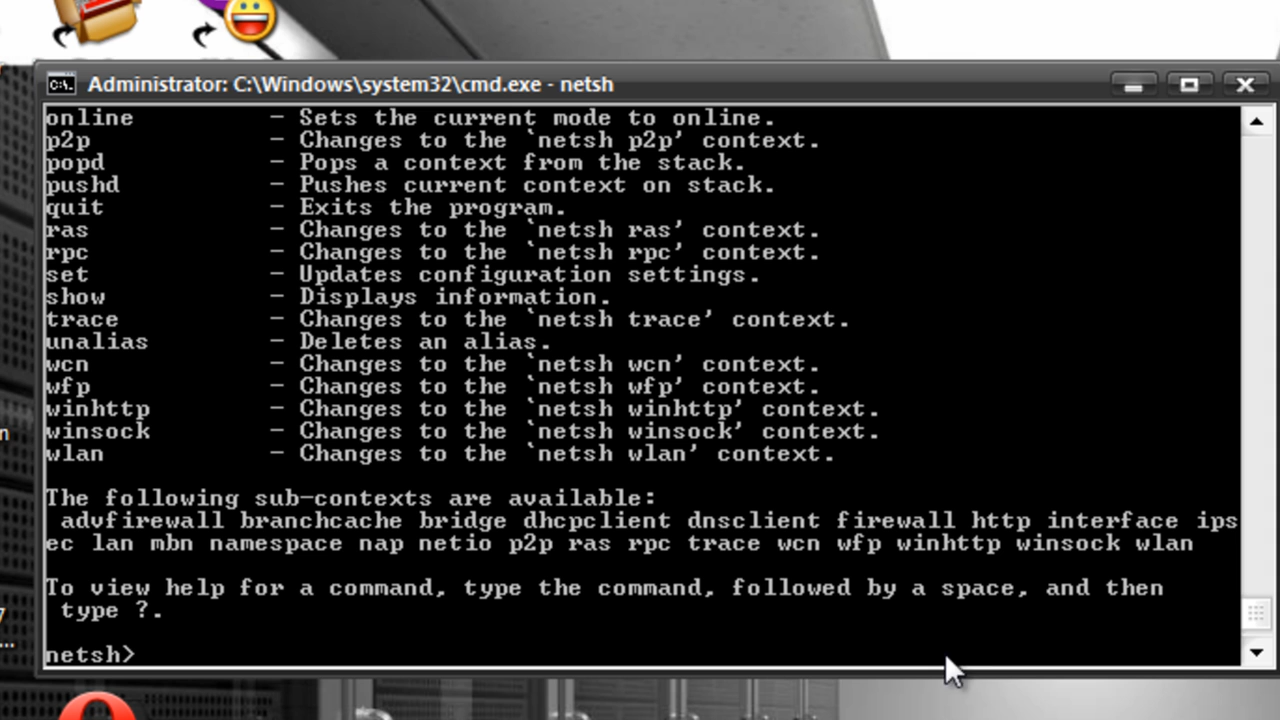 Administrator: C:\Windows\system32\cmd.exe - netsh
online - Sets the current mode to online.
p2p - Changes to the `netsh p2p' context.
popd - Pops a context from the stack.
pushd - Pushes current context on stack.
quit - Exits the program.
ras - Changes to the `netsh ras' context.
rpc - Changes to the `netsh rpc' context.
set - Updates configuration settings.
show - Displays information.
trace - Changes to the `netsh trace' context.
unalias - Deletes an alias.
wcn - Changes to the `netsh wcn' context.
wfp - Changes to the `netsh wfp' context.
winhttp - Changes to the `netsh winhttp' context.
winsock - Changes to the `netsh winsock' context.
wlan - Changes to the `netsh wlan' context.
The following sub-contexts are available:
advfirewall branchcache bridge dhcpclient dnsclient firewall http interface ips
ec lan mbn namespace nap netio p2p ras rpc trace wcn wfp winhttp winsock wlan
To view help for a command, type the command, followed by a space, and then
type ?.
netsh>